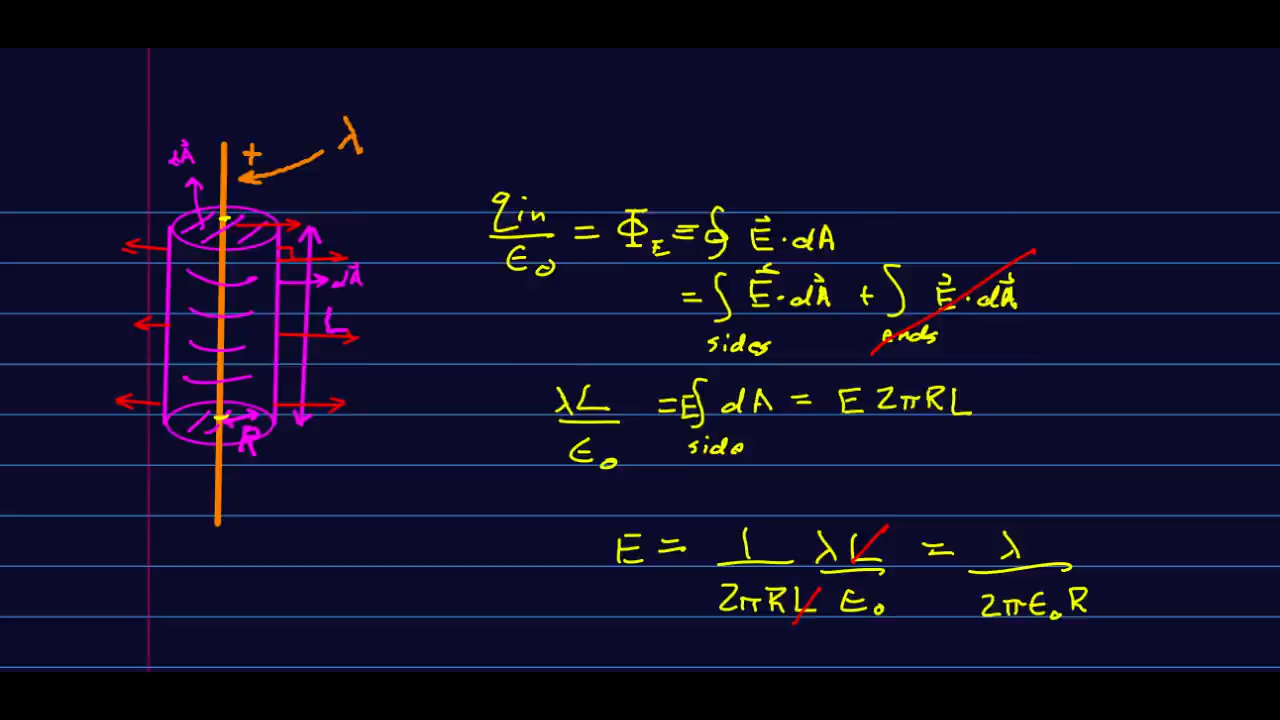 λ
+
dA⃗
dA⃗
L
R
qin/ϵ₀ = Φ_E ≡ ∮ E⃗·dA
= ∫sides E⃗·dA⃗ + ∫ends E⃗·dA⃗
λL/ϵ₀ = E∫side dA = E 2πRL
E = 1/2πRL λL/ϵ₀ = λ/2πϵ₀R